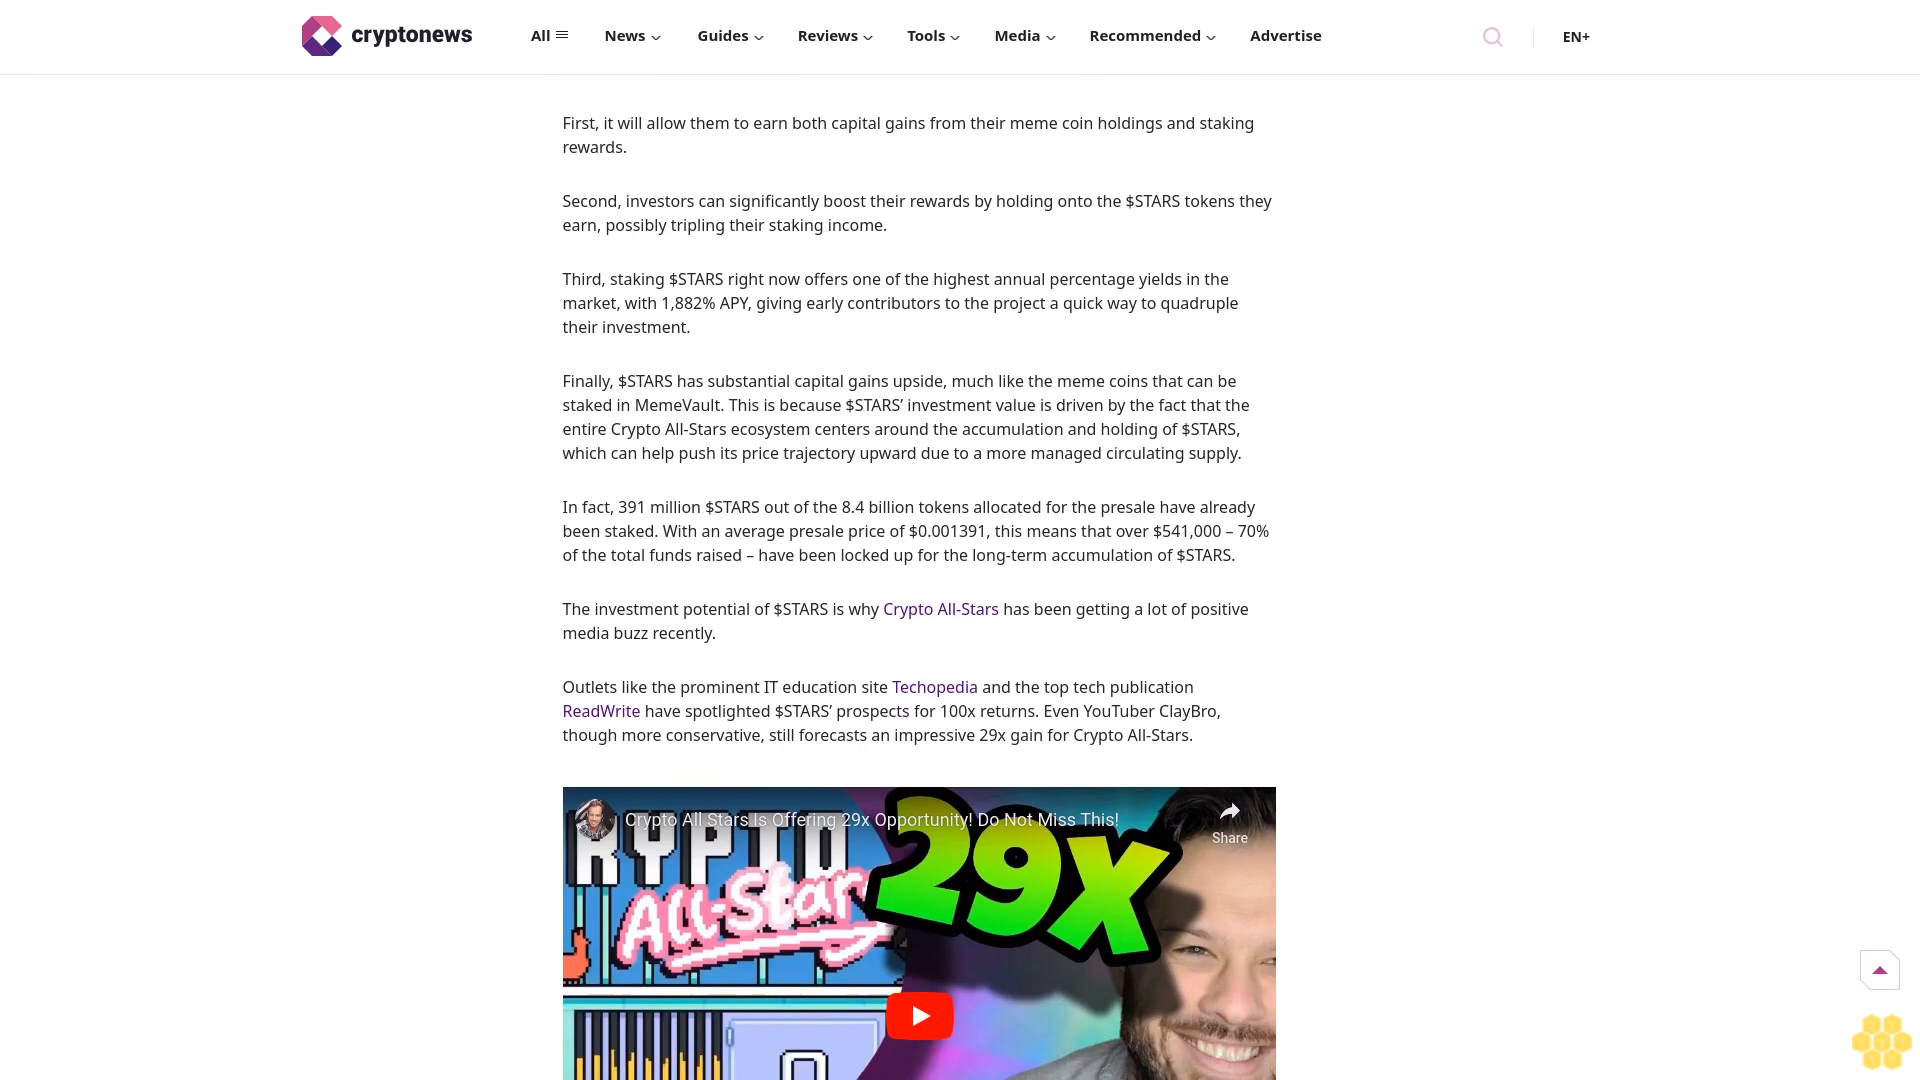 cryptonews
All
News
Guides
Reviews
Tools
Media
Recommended
Advertise
EN+
First, it will allow them to earn both capital gains from their meme coin holdings and staking
rewards.
Second, investors can significantly boost their rewards by holding onto the $STARS tokens they
earn, possibly tripling their staking income.
Third, staking $STARS right now offers one of the highest annual percentage yields in the
market, with 1,882% APY, giving early contributors to the project a quick way to quadruple
their investment.
Finally, $STARS has substantial capital gains upside, much like the meme coins that can be
staked in MemeVault. This is because $STARS’ investment value is driven by the fact that the
entire Crypto All-Stars ecosystem centers around the accumulation and holding of $STARS,
which can help push its price trajectory upward due to a more managed circulating supply.
In fact, 391 million $STARS out of the 8.4 billion tokens allocated for the presale have already
been staked. With an average presale price of $0.001391, this means that over $541,000 – 70%
of the total funds raised – have been locked up for the long-term accumulation of $STARS.
The investment potential of $STARS is why Crypto All-Stars has been getting a lot of positive
media buzz recently.
Outlets like the prominent IT education site Techopedia and the top tech publication
ReadWrite have spotlighted $STARS’ prospects for 100x returns. Even YouTuber ClayBro,
though more conservative, still forecasts an impressive 29x gain for Crypto All-Stars.
Crypto All Stars Is Offering 29x Opportunity! Do Not Miss This!
Share
RYPTO
All-Star
29X